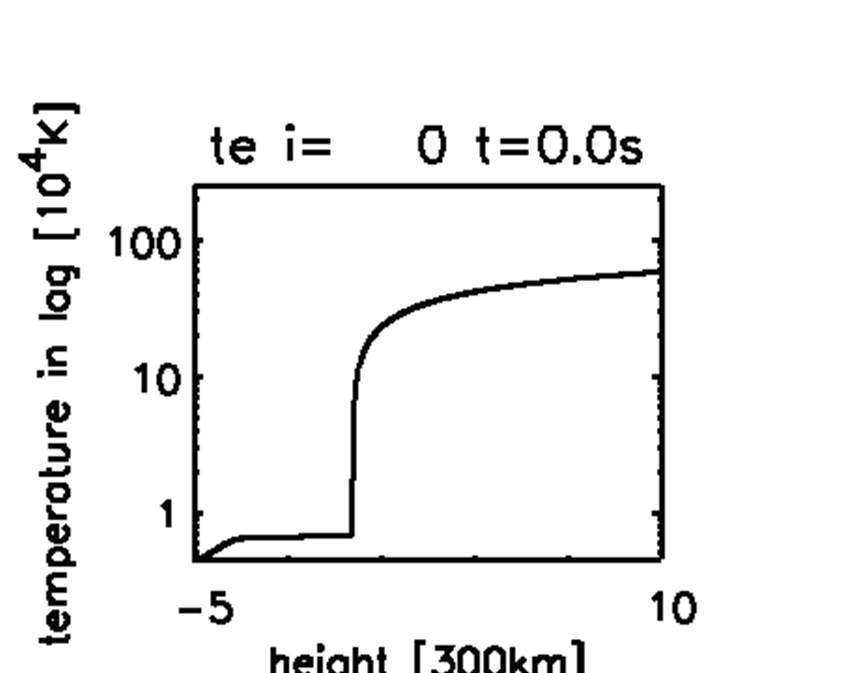 te i= 0 t=0.0s
temperature in log [10⁴K]
100
10
1
-5 10
height [300km]